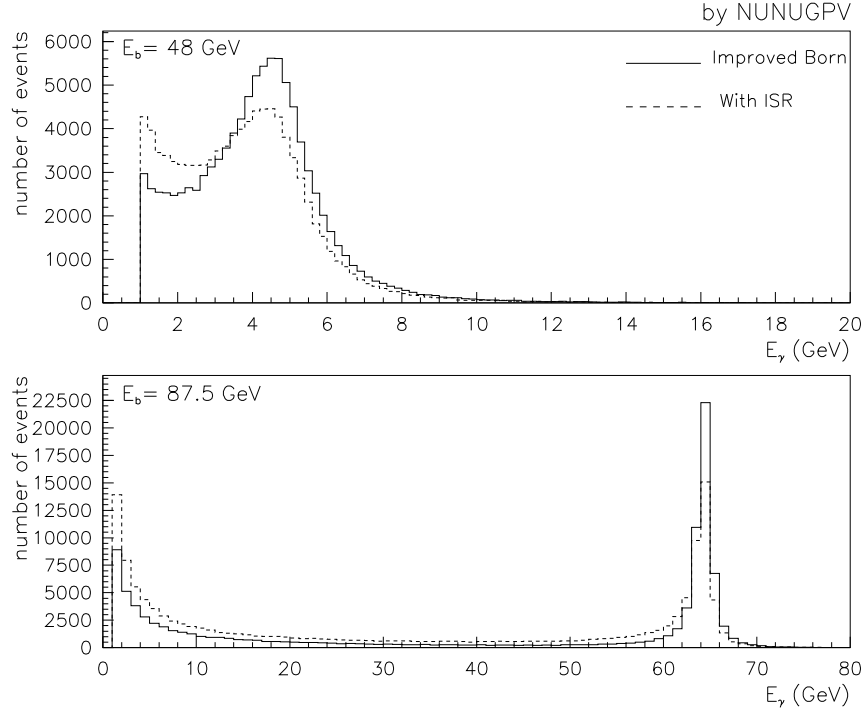 by NUNUGPV
E_b= 48 GeV
Improved Born
With ISR
number of events
6000
5000
4000
3000
2000
1000
0
0 2 4 6 8 10 12 14 16 18 20
E_γ (GeV)
E_b= 87.5 GeV
number of events
22500
20000
17500
15000
12500
10000
7500
5000
2500
0
0 10 20 30 40 50 60 70 80
E_γ (GeV)